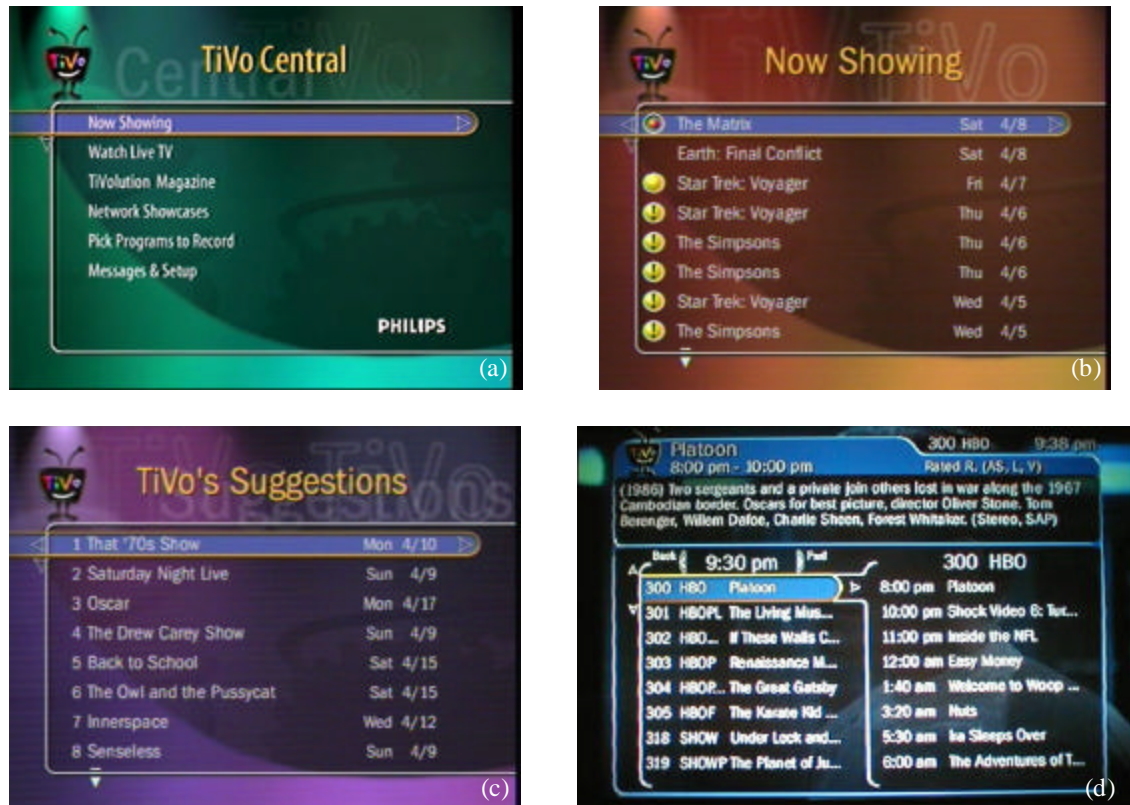 TiVo Central
TiVo
Now Showing
Watch Live TV
TiVolution Magazine
Network Showcases
Pick Programs to Record
Messages & Setup
PHILIPS
(a)
Now Showing
TiVo
The Matrix Sat 4/8
Earth: Final Conflict Sat 4/8
Star Trek: Voyager Fri 4/7
! Star Trek: Voyager Thu 4/6
! The Simpsons Thu 4/6
! The Simpsons Thu 4/6
! Star Trek: Voyager Wed 4/5
! The Simpsons Wed 4/5
(b)
TiVo's Suggestions
TiVo
1 That '70s Show Mon 4/10
2 Saturday Night Live Sun 4/9
3 Oscar Mon 4/17
4 The Drew Carey Show Sun 4/9
5 Back to School Sat 4/15
6 The Owl and the Pussycat Sat 4/15
7 Innerspace Wed 4/12
8 Senseless Sun 4/9
(c)
TiVo Platoon 300 HBO 9:38 pm
8:00 pm - 10:00 pm Rated R, (AS, L, V)
(1986) Two sergeants and a private join others lost in war along the 1967
Cambodian border. Oscars for best picture, director Oliver Stone. Tom
Berenger, Willem Dafoe, Charlie Sheen, Forest Whitaker. (Stereo, SAP)
Back 9:30 pm Fwd 300 HBO
300 HBO Platoon
301 HBOPL The Living Mus...
302 HBO... If These Walls C...
303 HBOP Renaissance M...
304 HBOP... The Great Gatsby
305 HBOF The Karate Kid ...
318 SHOW Under Lock and...
319 SHOWP The Planet of Ju...
8:00 pm Platoon
10:00 pm Shock Video 6: Tur...
11:00 pm Inside the NFL
12:00 am Easy Money
1:40 am Welcome to Woop ...
3:20 am Nuts
5:30 am Ira Sleeps Over
6:00 am The Adventures of T...
(d)